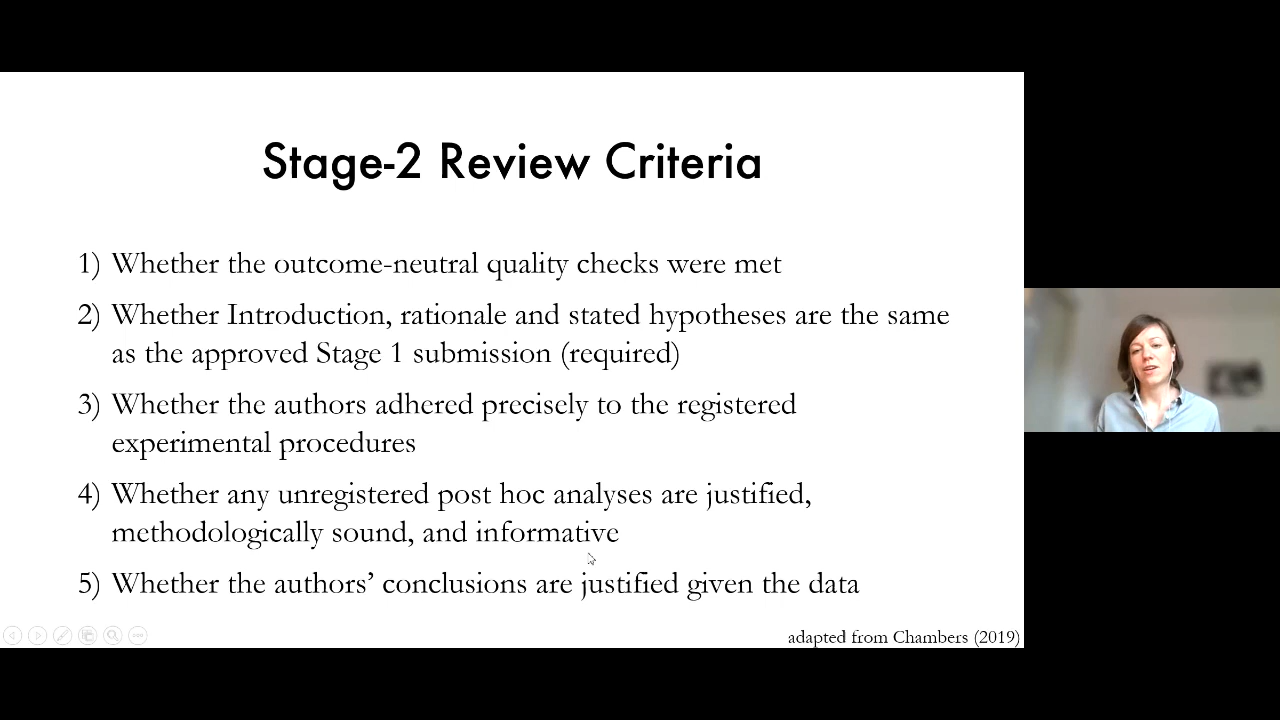 Stage-2 Review Criteria
1) Whether the outcome-neutral quality checks were met
2) Whether Introduction, rationale and stated hypotheses are the same
as the approved Stage 1 submission (required)
3) Whether the authors adhered precisely to the registered
experimental procedures
4) Whether any unregistered post hoc analyses are justified,
methodologically sound, and informative
5) Whether the authors’ conclusions are justified given the data
adapted from Chambers (2019)